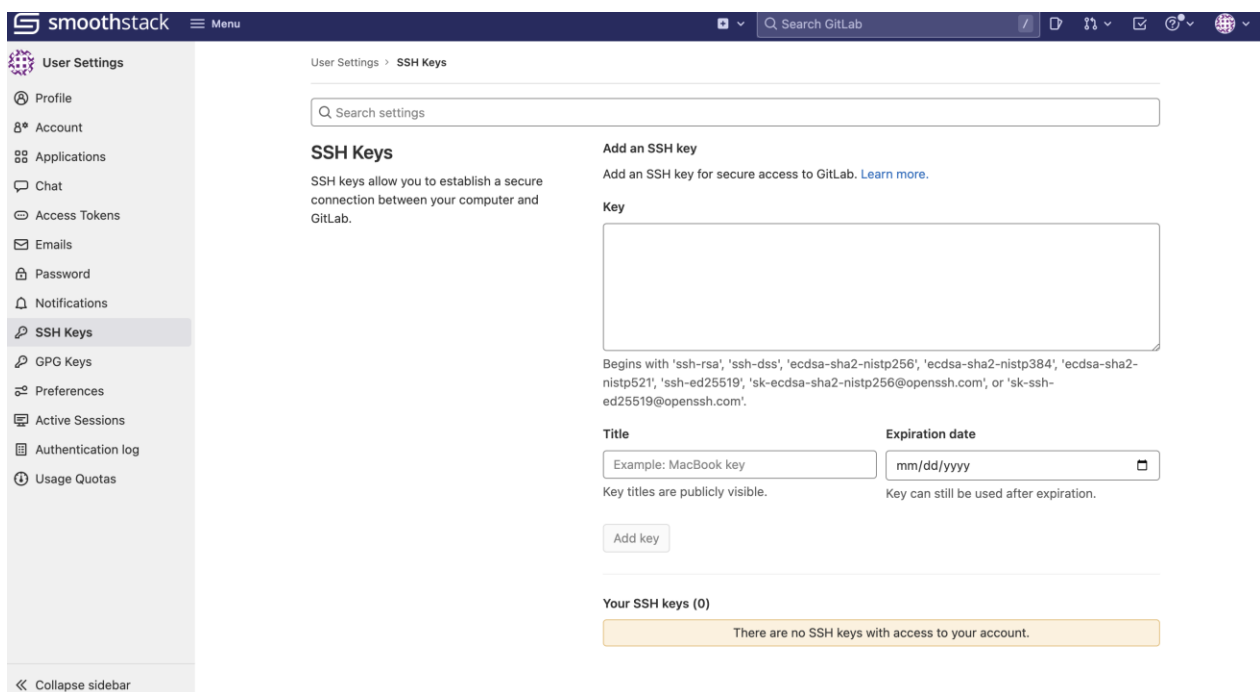 smoothstack
Menu
Search GitLab
/
User Settings
Profile
Account
Applications
Chat
Access Tokens
Emails
Password
Notifications
SSH Keys
GPG Keys
Preferences
Active Sessions
Authentication log
Usage Quotas
Collapse sidebar
User Settings > SSH Keys
Search settings
SSH Keys
SSH keys allow you to establish a secure
connection between your computer and
GitLab.
Add an SSH key
Add an SSH key for secure access to GitLab. Learn more.
Key
Begins with 'ssh-rsa', 'ssh-dss', 'ecdsa-sha2-nistp256', 'ecdsa-sha2-nistp384', 'ecdsa-sha2-
nistp521', 'ssh-ed25519', 'sk-ecdsa-sha2-nistp256@openssh.com', or 'sk-ssh-
ed25519@openssh.com'.
Title
Example: MacBook key
Key titles are publicly visible.
Expiration date
mm/dd/yyyy
Key can still be used after expiration.
Add key
Your SSH keys (0)
There are no SSH keys with access to your account.